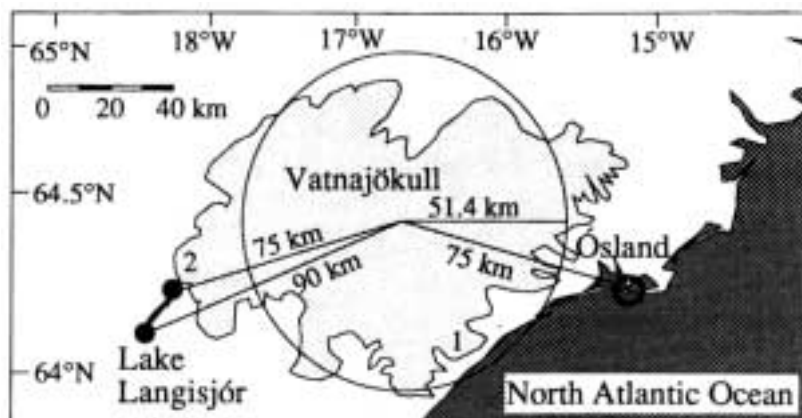 18°W 17°W 16°W 15°W
65°N
0 20 40 km
64.5°N
Vatnajökull
51.4 km
Ósland
75 km
75 km
2
90 km
1
Lake
Langisjór
64°N
North Atlantic Ocean